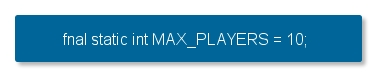 fnal static int MAX_PLAYERS = 10;